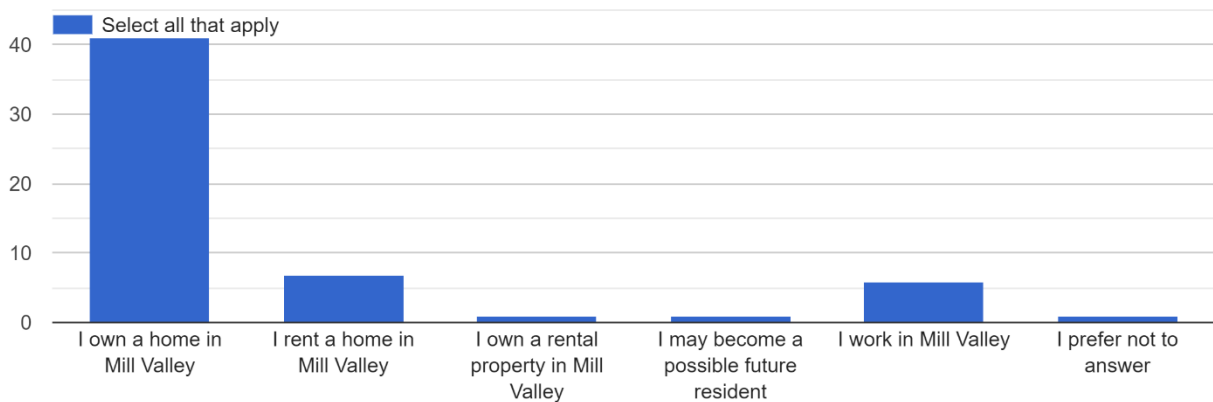 Select all that apply
40
30
20
10
0
I own a home in
Mill Valley
I rent a home in
Mill Valley
I own a rental
property in Mill
Valley
I may become a
possible future
resident
I work in Mill Valley
I prefer not to
answer